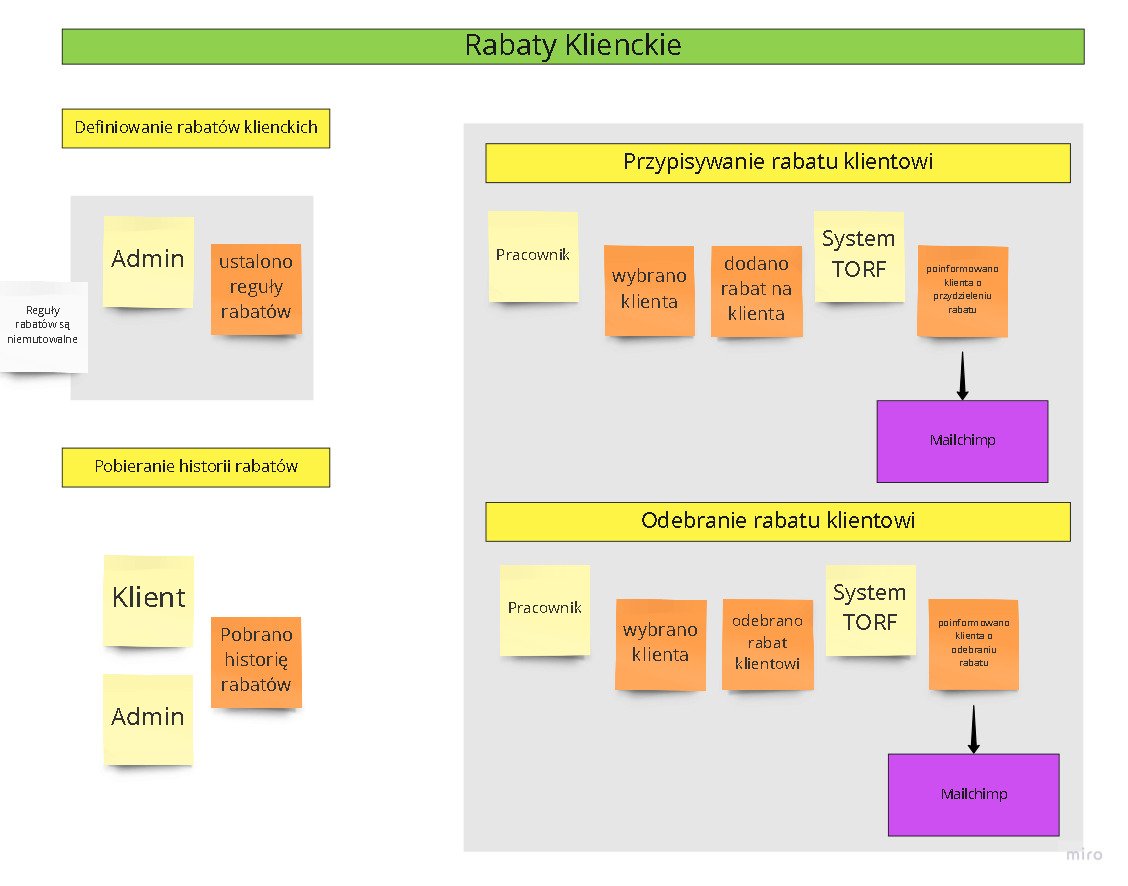 Rabaty Klienckie
Definiowanie rabatów klienckich
Admin
ustalono
reguły
rabatów
Reguły
rabatów są
niemutowalne
Pobieranie historii rabatów
Klient
Pobrano
historię
rabatów
Admin
Przypisywanie rabatu klientowi
Pracownik
wybrano
klienta
dodano
rabat na
klienta
System
TORF
poinformowano
klienta o
przydzieleniu
rabatu
Mailchimp
Odebranie rabatu klientowi
Pracownik
wybrano
klienta
odebrano
rabat
klientowi
System
TORF
poinformowano
klienta o
odebraniu
rabatu
Mailchimp
miro